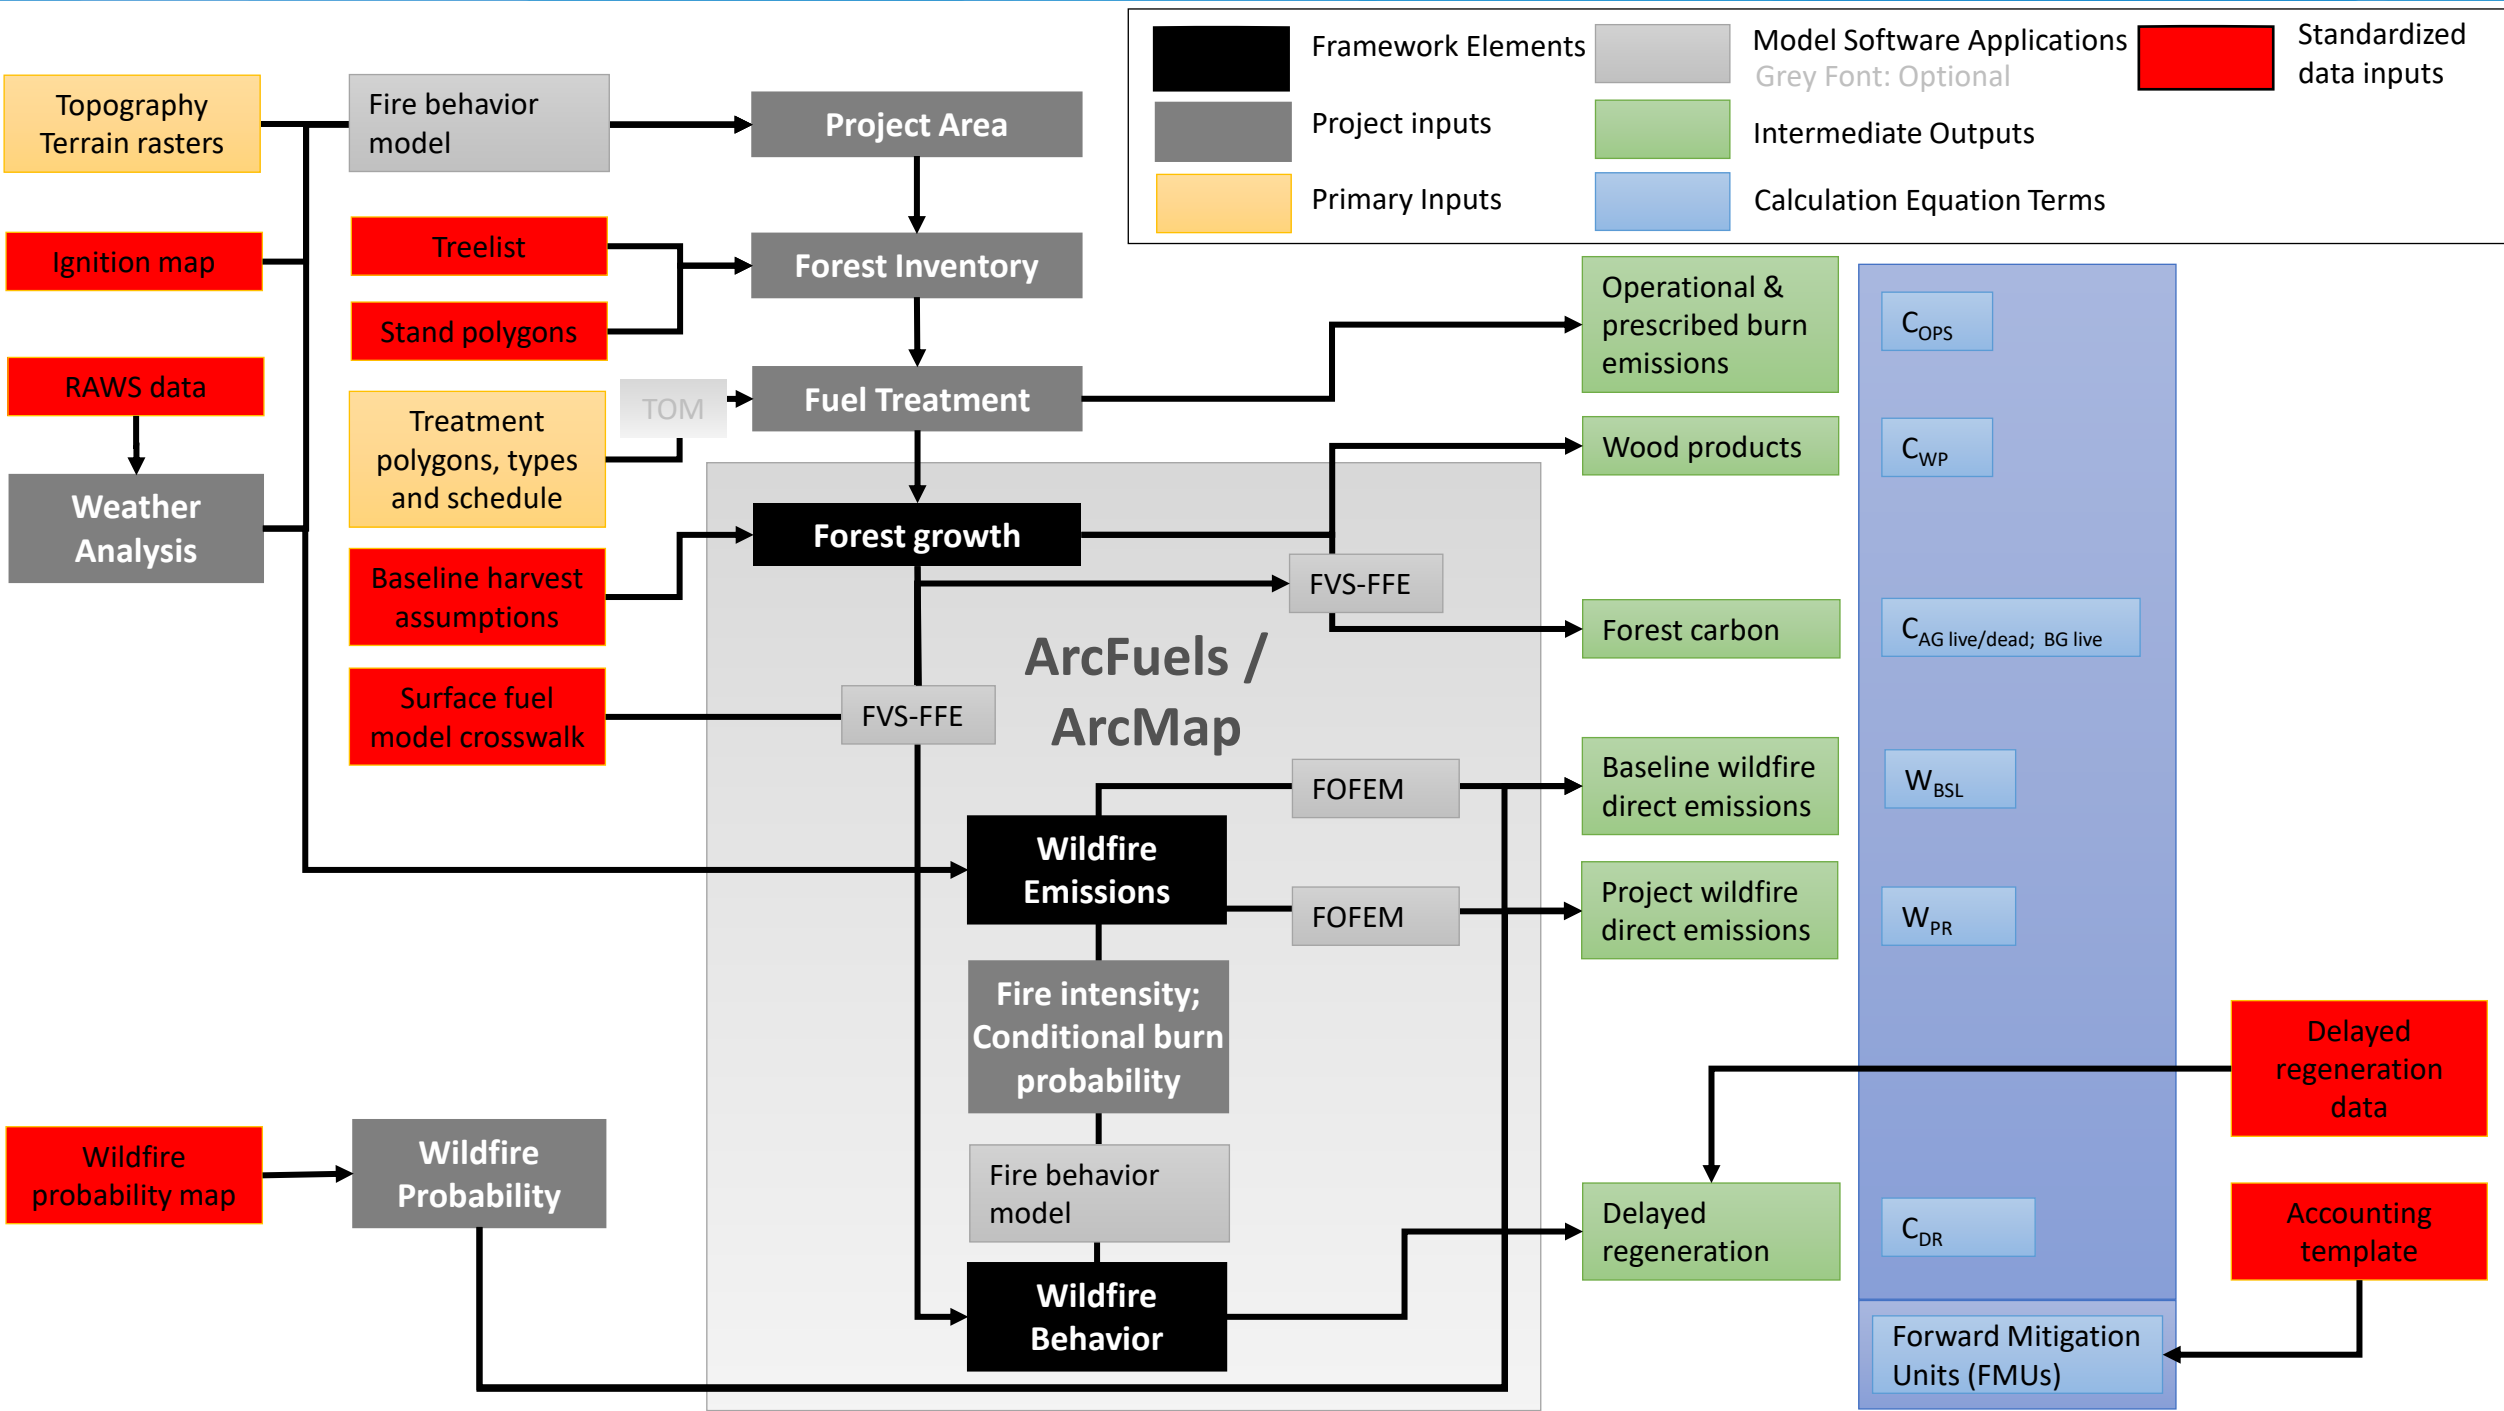 Framework Elements
Project inputs
Primary Inputs
Model Software Applications
Grey Font: Optional
Intermediate Outputs
Calculation Equation Terms
Standardized
data inputs
Topography
Terrain rasters
Fire behavior
model
Project Area
Ignition map
Treelist
Stand polygons
Forest Inventory
RAWS data
Treatment
polygons, types
and schedule
TOM
Fuel Treatment
Weather
Analysis
Baseline harvest
assumptions
Forest growth
FVS-FFE
Surface fuel
model crosswalk
FVS-FFE
ArcFuels /
ArcMap
FOFEM
Wildfire
Emissions
FOFEM
Fire intensity;
Conditional burn
probability
Fire behavior
model
Wildfire
Behavior
Wildfire
probability map
Wildfire
Probability
Operational &
prescribed burn
emissions
Wood products
Forest carbon
Baseline wildfire
direct emissions
Project wildfire
direct emissions
Delayed
regeneration
COPS
CWP
CAG live/dead; BG live
WBSL
WPR
CDR
Forward Mitigation
Units (FMUs)
Delayed
regeneration
data
Accounting
template